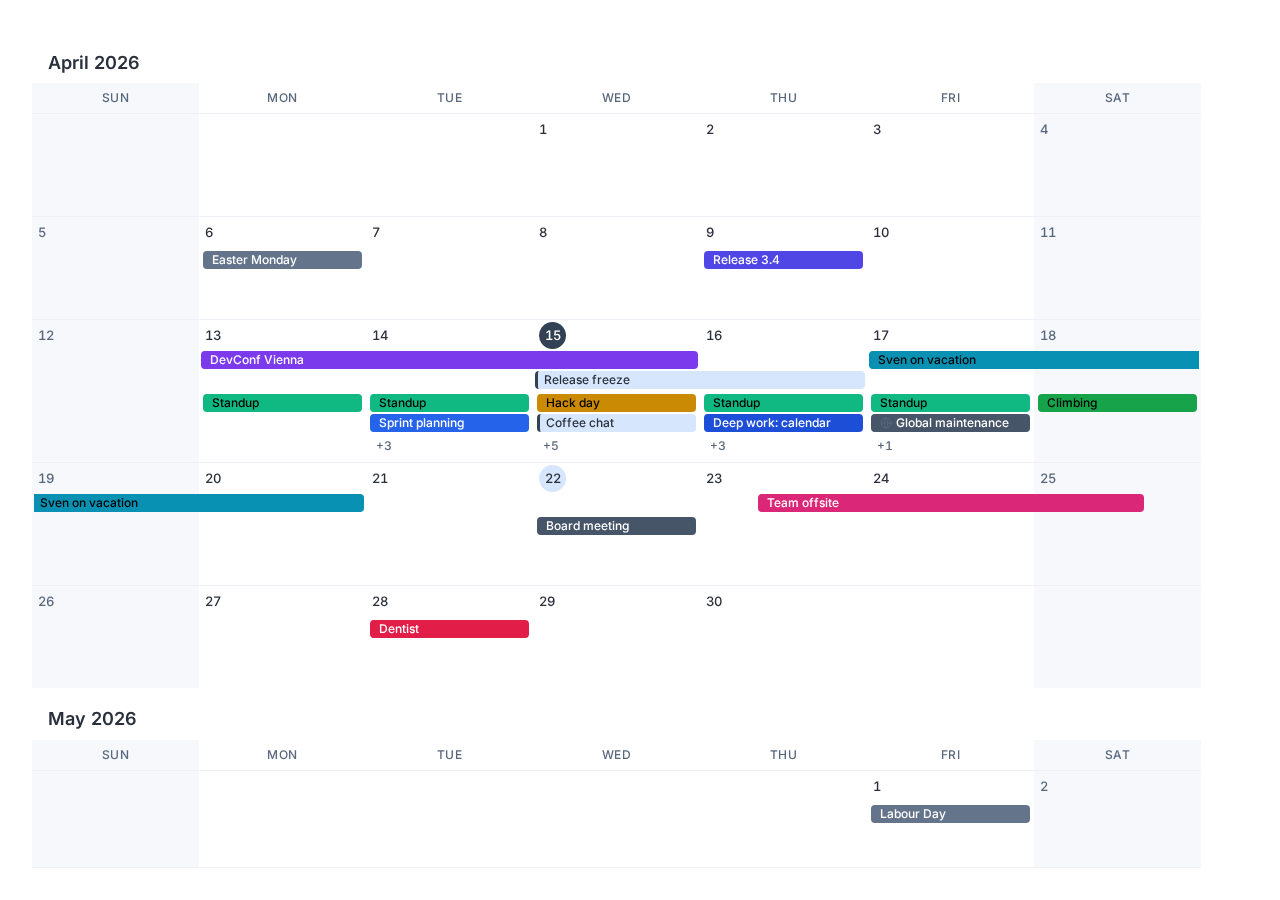 April 2026
SUN MON TUE WED THU FRI SAT
1 2 3 4
5 6 7 8 9 10 11
Easter Monday Release 3.4
12 13 14 15 16 17 18
DevConf Vienna Sven on vacation
Release freeze
Standup Standup Hack day Standup Standup Climbing
Sprint planning Coffee chat Deep work: calendar Global maintenance
+3 +5 +3 +1
19 20 21 22 23 24 25
Sven on vacation Team offsite
Board meeting
26 27 28 29 30
Dentist
May 2026
SUN MON TUE WED THU FRI SAT
1 2
Labour Day